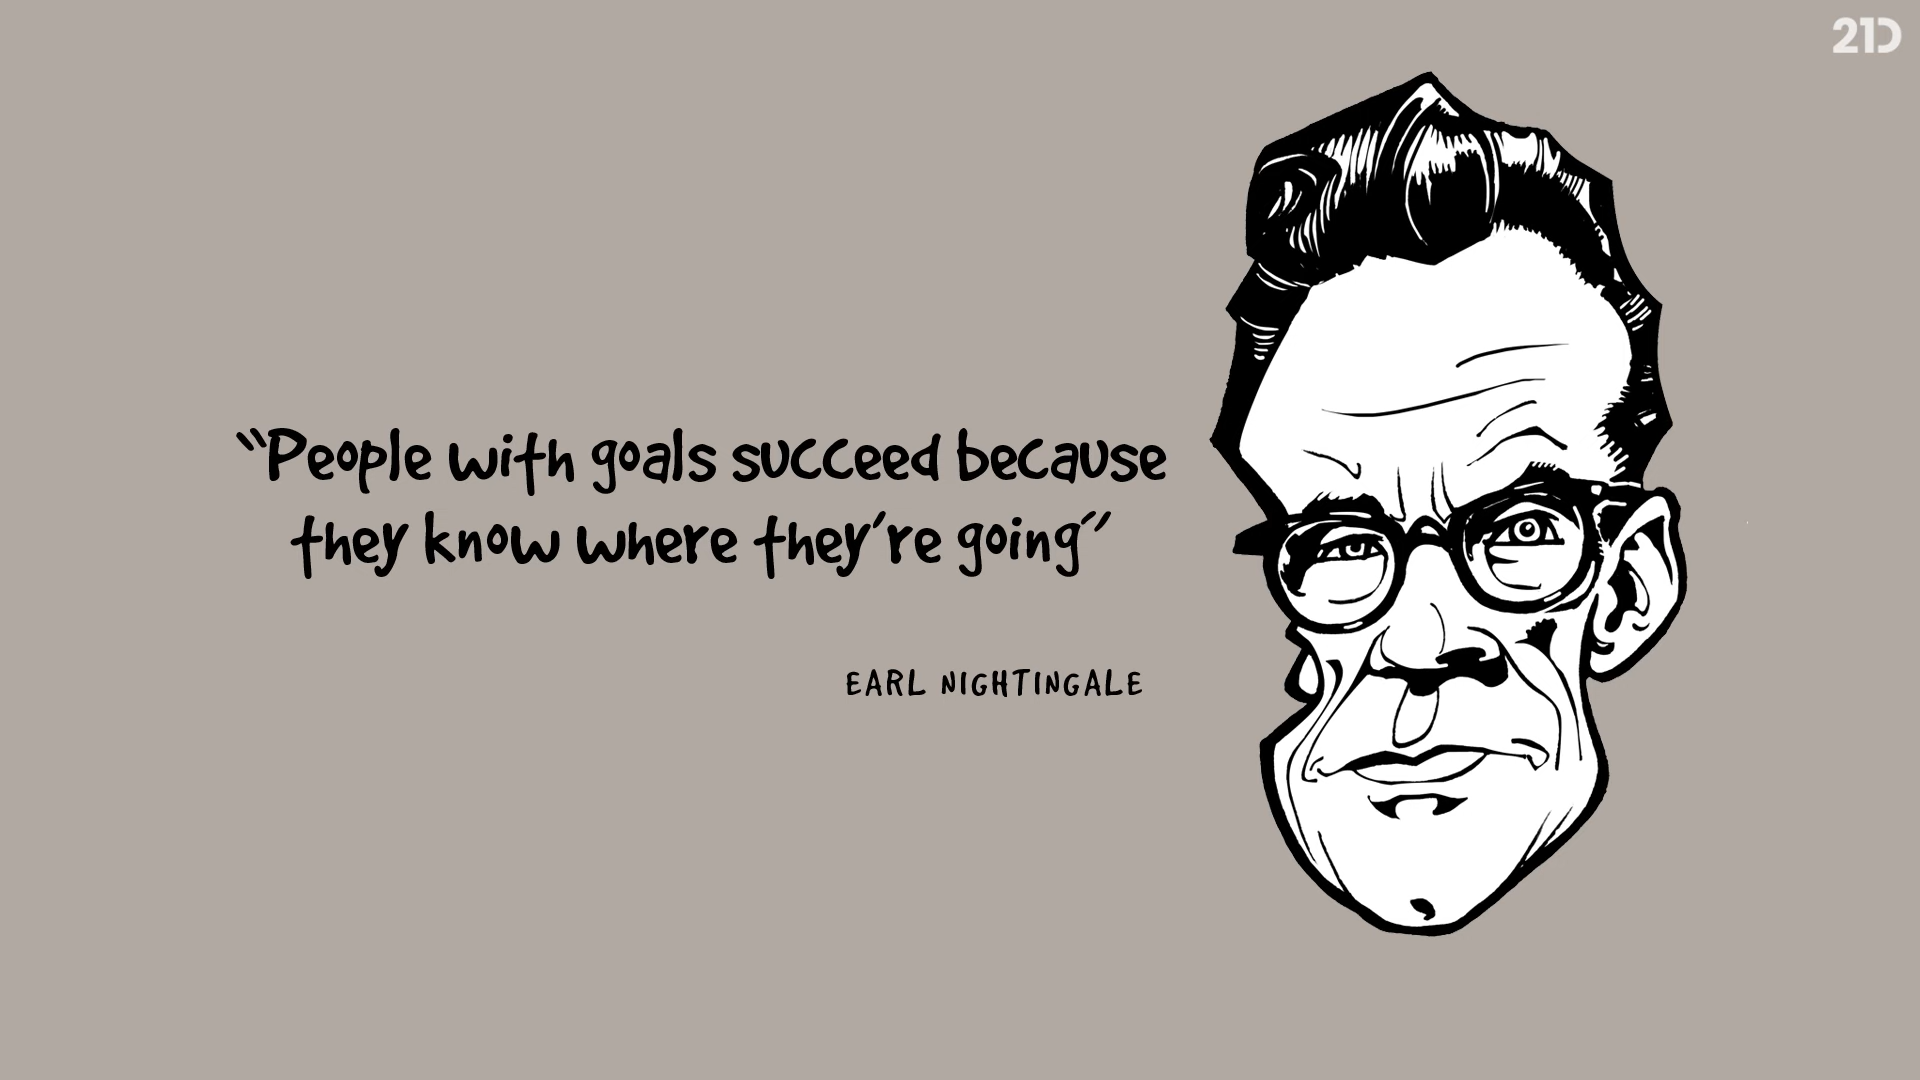 21D
“People with goals succeed because
they know where they're going”
EARL NIGHTINGALE